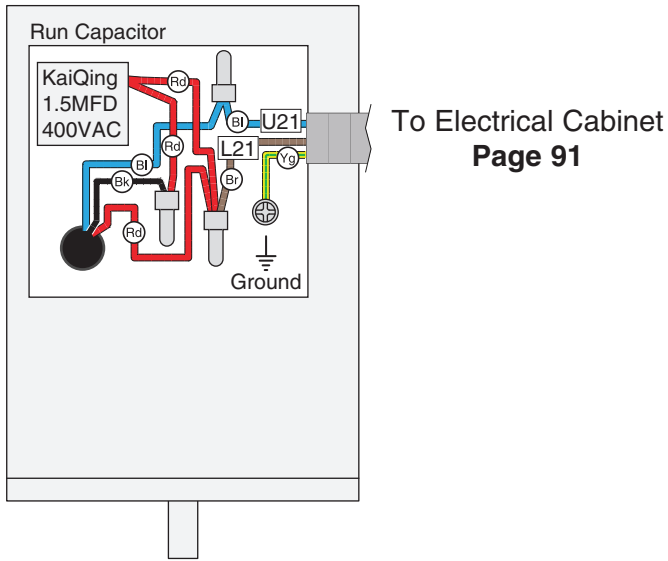 Run Capacitor
KaiQing
1.5MFD
400VAC
Rd
Bl
U21
To Electrical Cabinet
Page 91
L21
Rd
Yg
Bl
Bk
Br
Rd
Ground